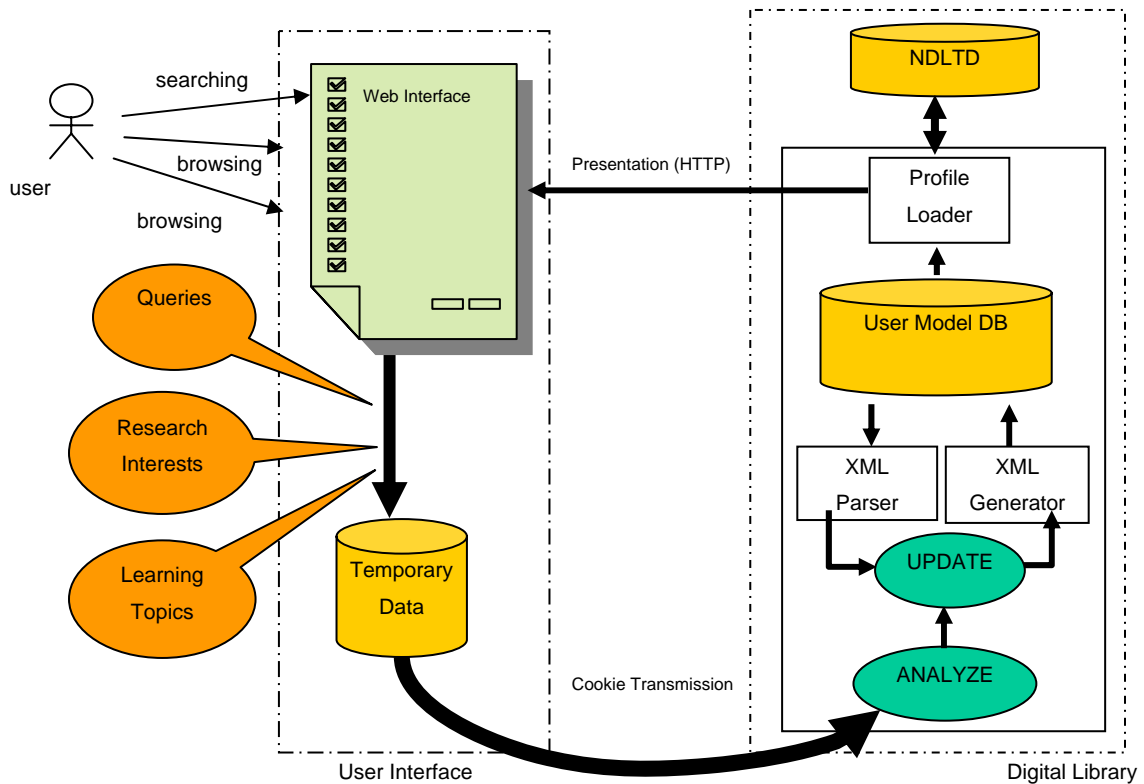 searching
browsing
browsing
user
Web Interface
Queries
Research
Interests
Learning
Topics
Temporary
Data
User Interface
Presentation (HTTP)
Cookie Transmission
NDLTD
Profile
Loader
User Model DB
XML
Parser
XML
Generator
UPDATE
ANALYZE
Digital Library